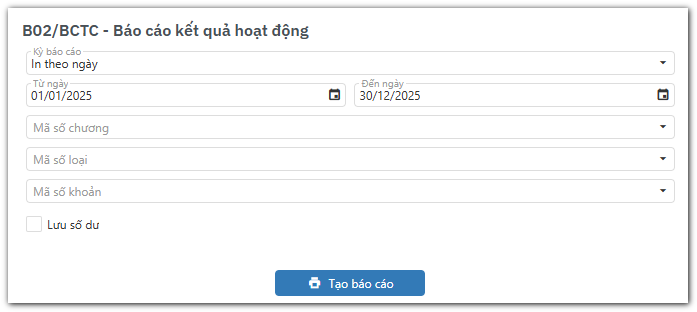 B02/BCTC - Báo cáo kết quả hoạt động
Kỳ báo cáo
In theo ngày
Từ ngày
01/01/2025
Đến ngày
30/12/2025
Mã số chương
Mã số loại
Mã số khoản
Lưu số dư
Tạo báo cáo